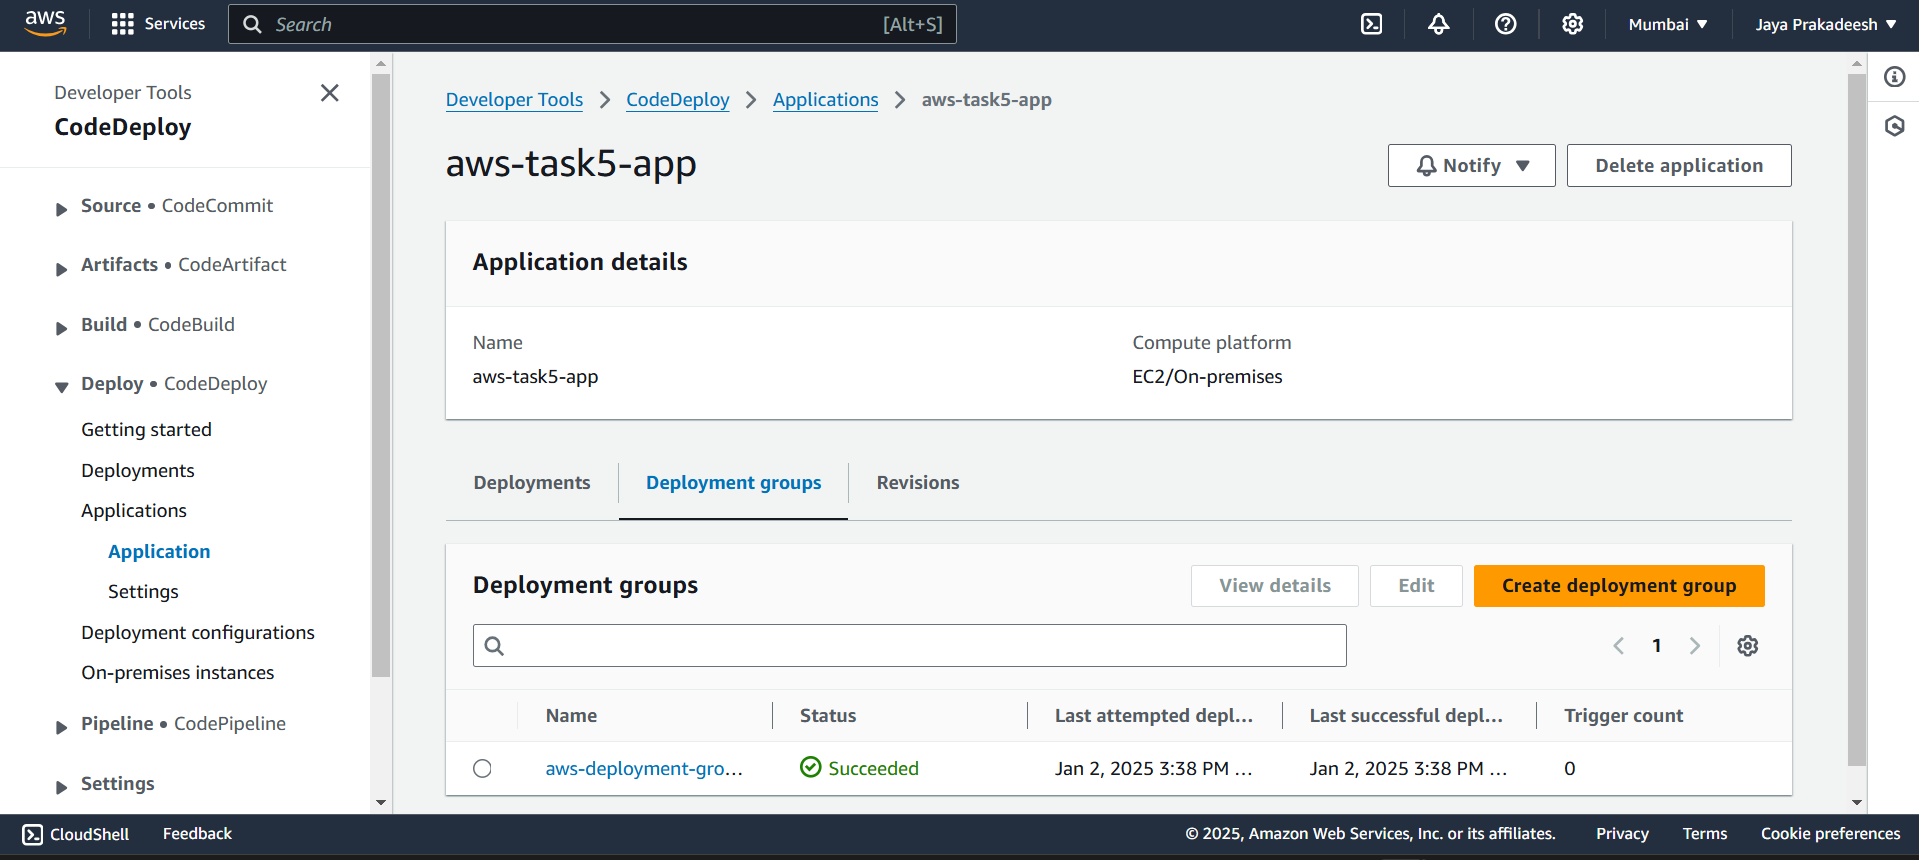 aws
Services
Search
[Alt+S]
Mumbai
Jaya Prakadeesh
Developer Tools
CodeDeploy
Source • CodeCommit
Artifacts • CodeArtifact
Build • CodeBuild
Deploy • CodeDeploy
Getting started
Deployments
Applications
Application
Settings
Deployment configurations
On-premises instances
Pipeline • CodePipeline
Settings
Developer Tools > CodeDeploy > Applications > aws-task5-app
aws-task5-app
Notify
Delete application
Application details
Name
aws-task5-app
Compute platform
EC2/On-premises
Deployments
Deployment groups
Revisions
Deployment groups
View details
Edit
Create deployment group
1
Name
Status
Last attempted depl...
Last successful depl...
Trigger count
aws-deployment-gro...
Succeeded
Jan 2, 2025 3:38 PM ...
Jan 2, 2025 3:38 PM ...
0
CloudShell
Feedback
© 2025, Amazon Web Services, Inc. or its affiliates.
Privacy
Terms
Cookie preferences